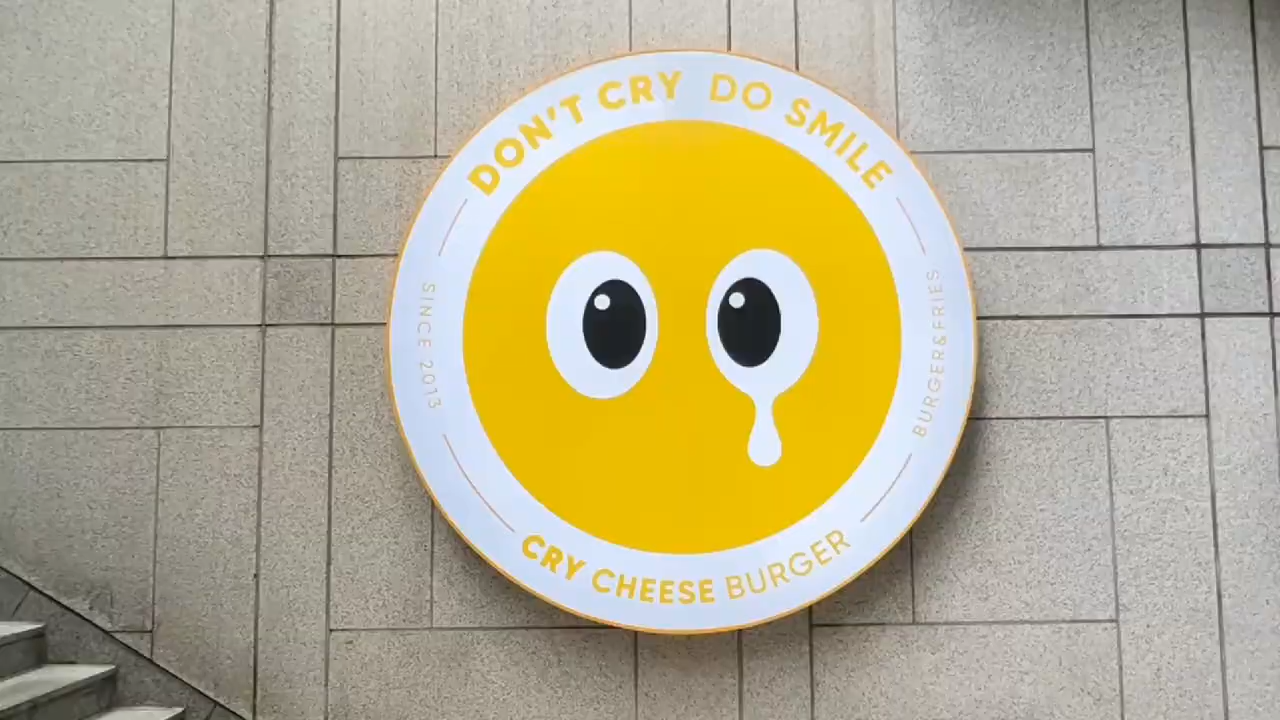 DON'T CRY DO SMILE
SINCE 2013
BURGER&FRIES
CRY CHEESE BURGER